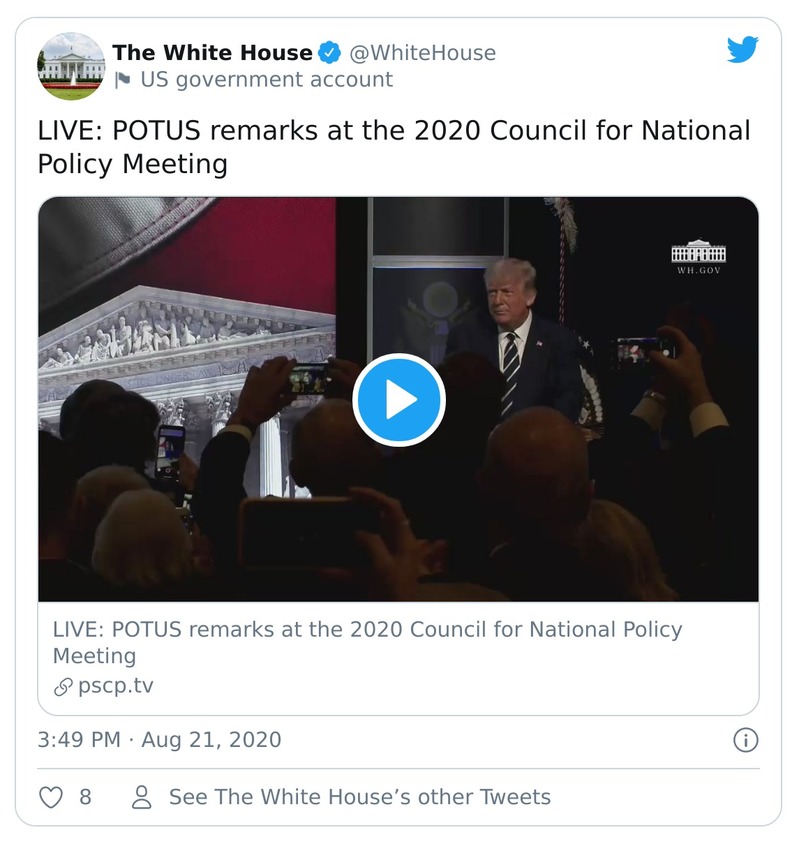 The White House @WhiteHouse
US government account
LIVE: POTUS remarks at the 2020 Council for National
Policy Meeting
WH.GOV
LIVE: POTUS remarks at the 2020 Council for National Policy
Meeting
pscp.tv
3:49 PM · Aug 21, 2020
8 See The White House’s other Tweets